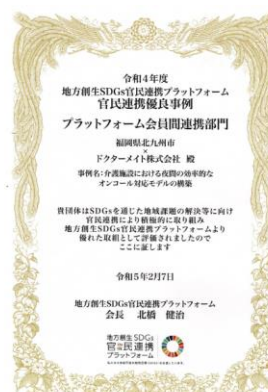 令和4年度
地方創生SDGs官民連携プラットフォーム
官民連携優良事例
プラットフォーム会員間連携部門
福岡県北九州市
×
ドクターメイト株式会社 殿
事例名:介護施設における夜間の効率的な
オンコール対応モデルの構築
貴団体はSDGsを通じた地域課題の解決等に向け
官民連携により積極的に取り組み
地方創生SDGs官民連携プラットフォームより
優れた取組として評価されましたので
ここに証します
令和5年2月7日
地方創生SDGs官民連携プラットフォーム
会長 北橋 健治
地方創生SDGs
官民連携
プラットフォーム